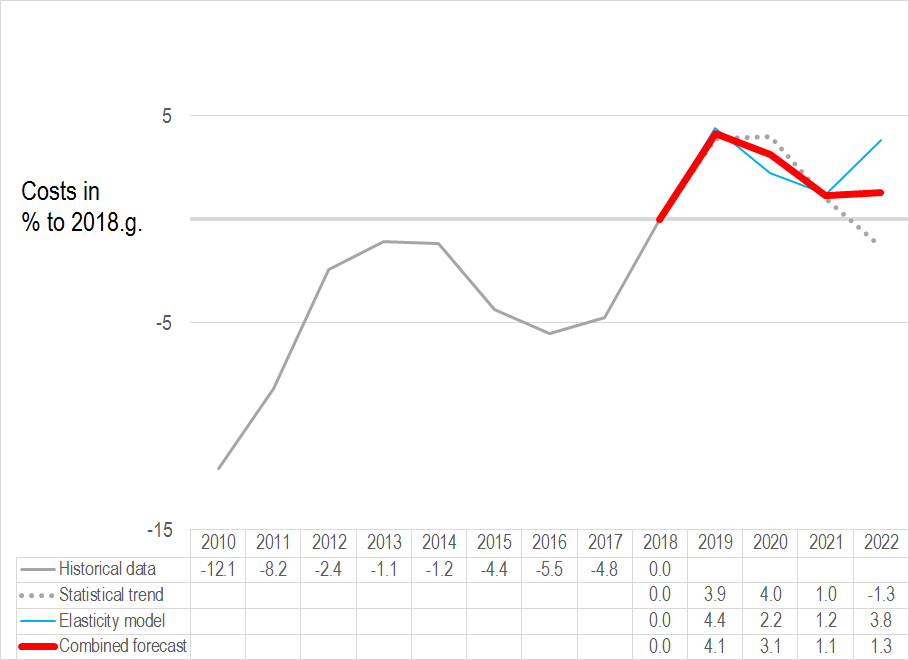 5
Costs in
% to 2018.g.
-5
-15
2010 2011 2012 2013 2014 2015 2016 2017 2018 2019 2020 2021 2022
Historical data -12.1 -8.2 -2.4 -1.1 -1.2 -4.4 -5.5 -4.8 0.0
Statistical trend 0.0 3.9 4.0 1.0 -1.3
Elasticity model 0.0 4.4 2.2 1.2 3.8
Combined forecast 0.0 4.1 3.1 1.1 1.3